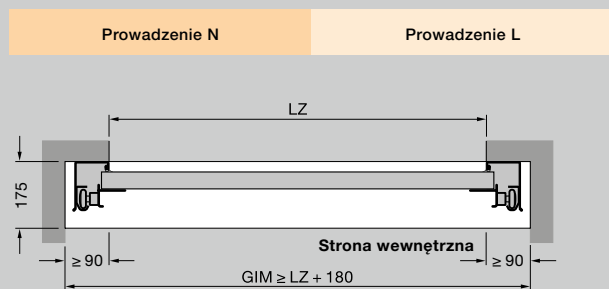 Prowadzenie N
Prowadzenie L
LZ
175
Strona wewnętrzna
≥ 90
≥ 90
GIM ≥ LZ + 180